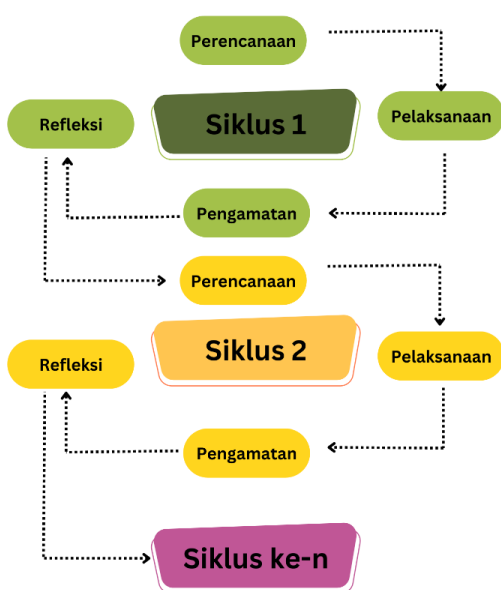 Perencanaan
Siklus 1
Refleksi
Pelaksanaan
Pengamatan
Perencanaan
Siklus 2
Refleksi
Pelaksanaan
Pengamatan
Siklus ke-n